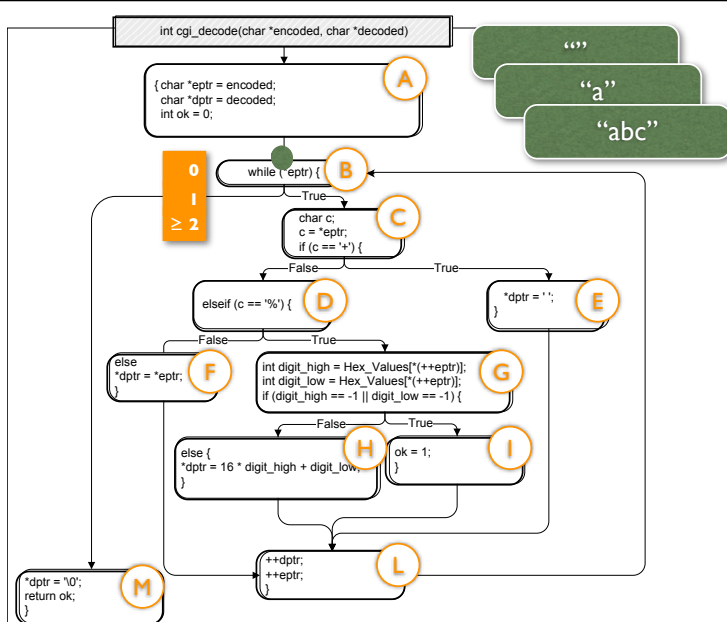 int cgi_decode(char *encoded, char *decoded)
“”
“a”
“abc”
{ char *eptr = encoded;
char *dptr = decoded;
int ok = 0;
A
0
1
≥ 2
while (*eptr) {
B
True
char c;
c = *eptr;
if (c == '+') {
C
False
True
elseif (c == '%') {
D
*dptr = ' ';
}
E
False
True
else
*dptr = *eptr;
}
F
int digit_high = Hex_Values[*(++eptr)];
int digit_low = Hex_Values[*(++eptr)];
if (digit_high == -1 || digit_low == -1) {
G
False
True
else {
*dptr = 16 * digit_high + digit_low;
}
H
ok = 1;
}
I
++dptr;
++eptr;
}
L
*dptr = '\0';
return ok;
}
M